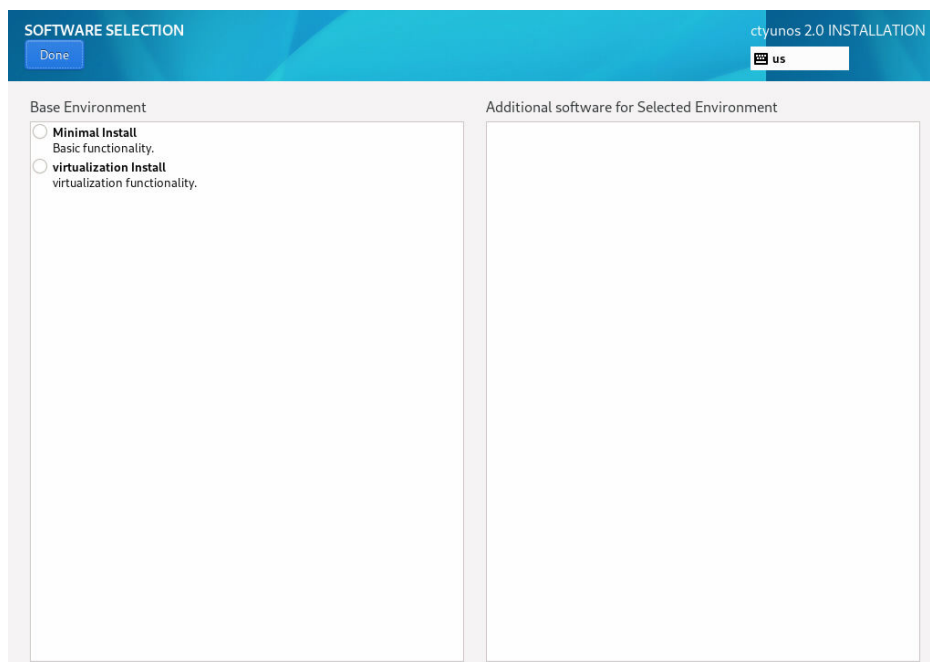 SOFTWARE SELECTION
ctyunos 2.0 INSTALLATION
Done
us
Base Environment
Additional software for Selected Environment
Minimal Install
Basic functionality.
virtualization Install
virtualization functionality.